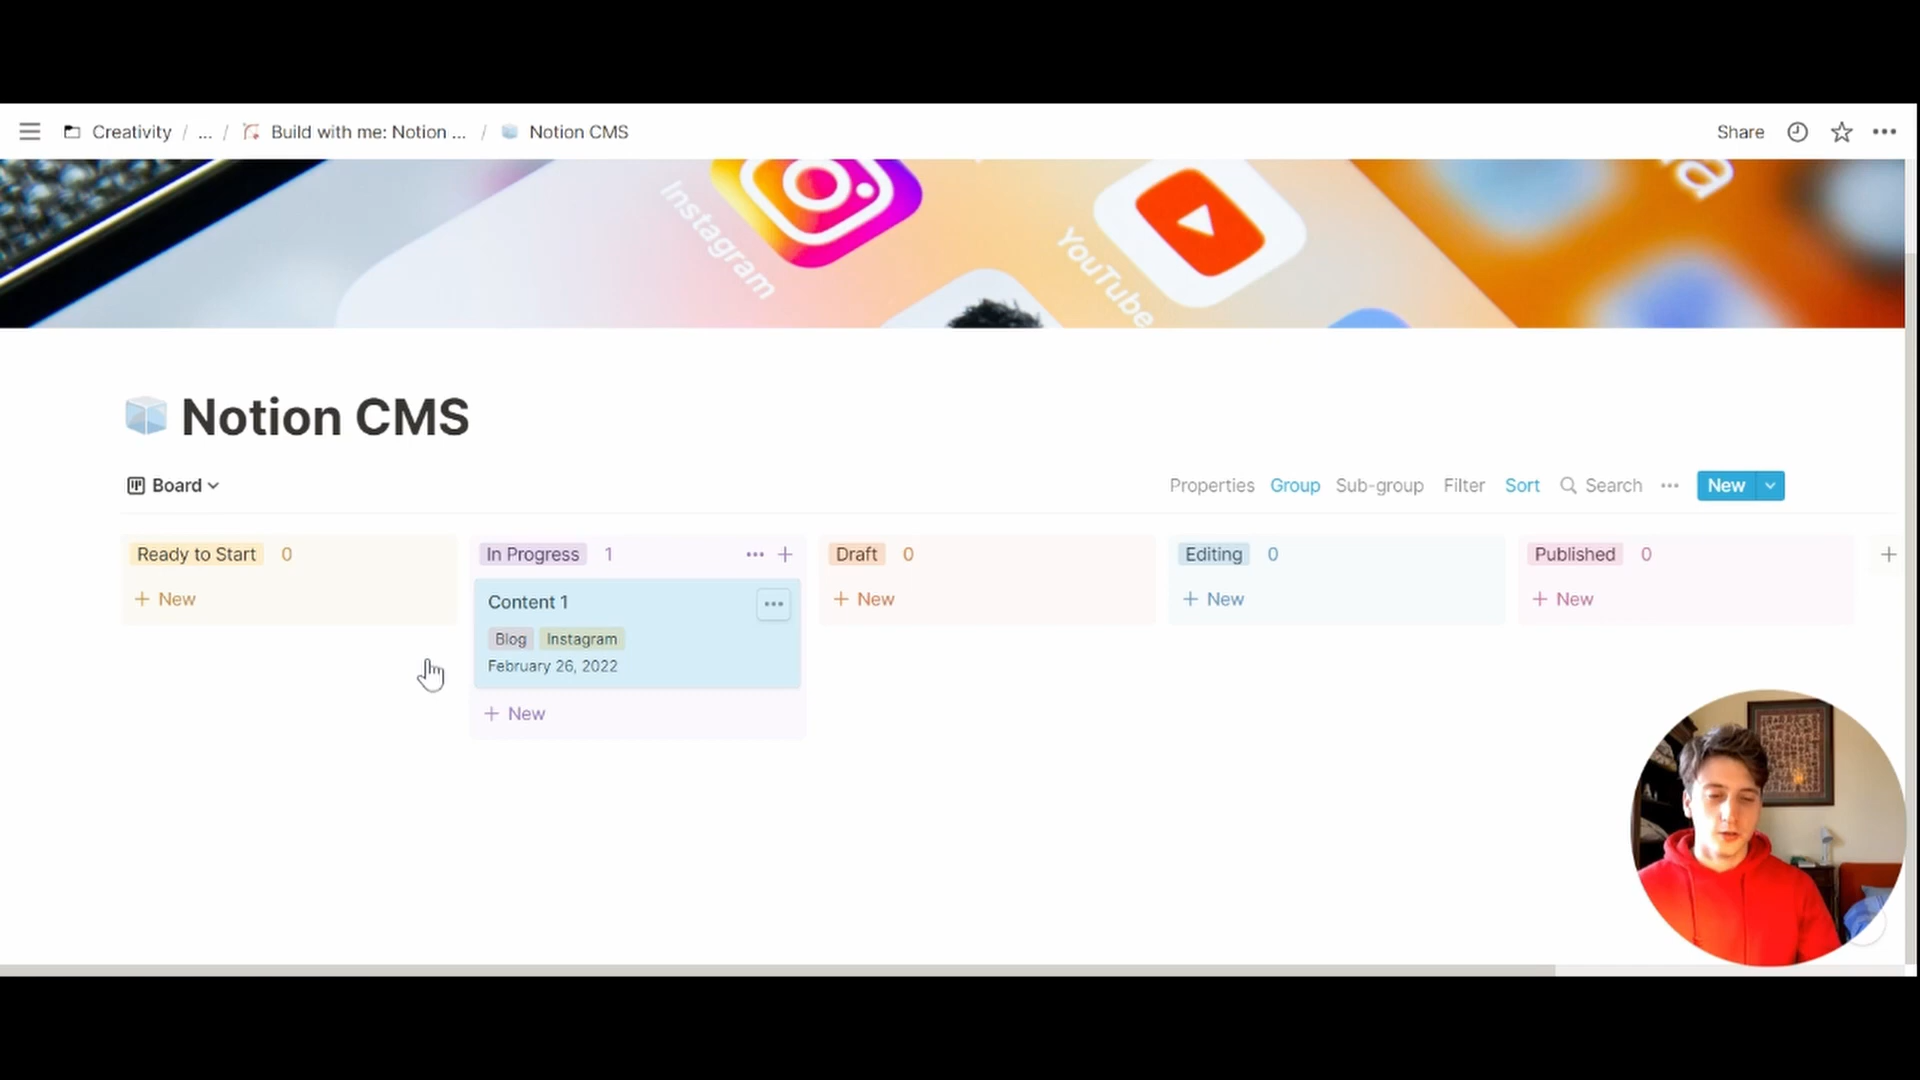 Creativity / ... / Build with me: Notion ... / Notion CMS
Share
Instagram
YouTube
Notion CMS
Board
Properties Group Sub-group Filter Sort Search New
Ready to Start 0
+ New
In Progress 1
Content 1
Blog Instagram
February 26, 2022
+ New
Draft 0
+ New
Editing 0
+ New
Published 0
+ New